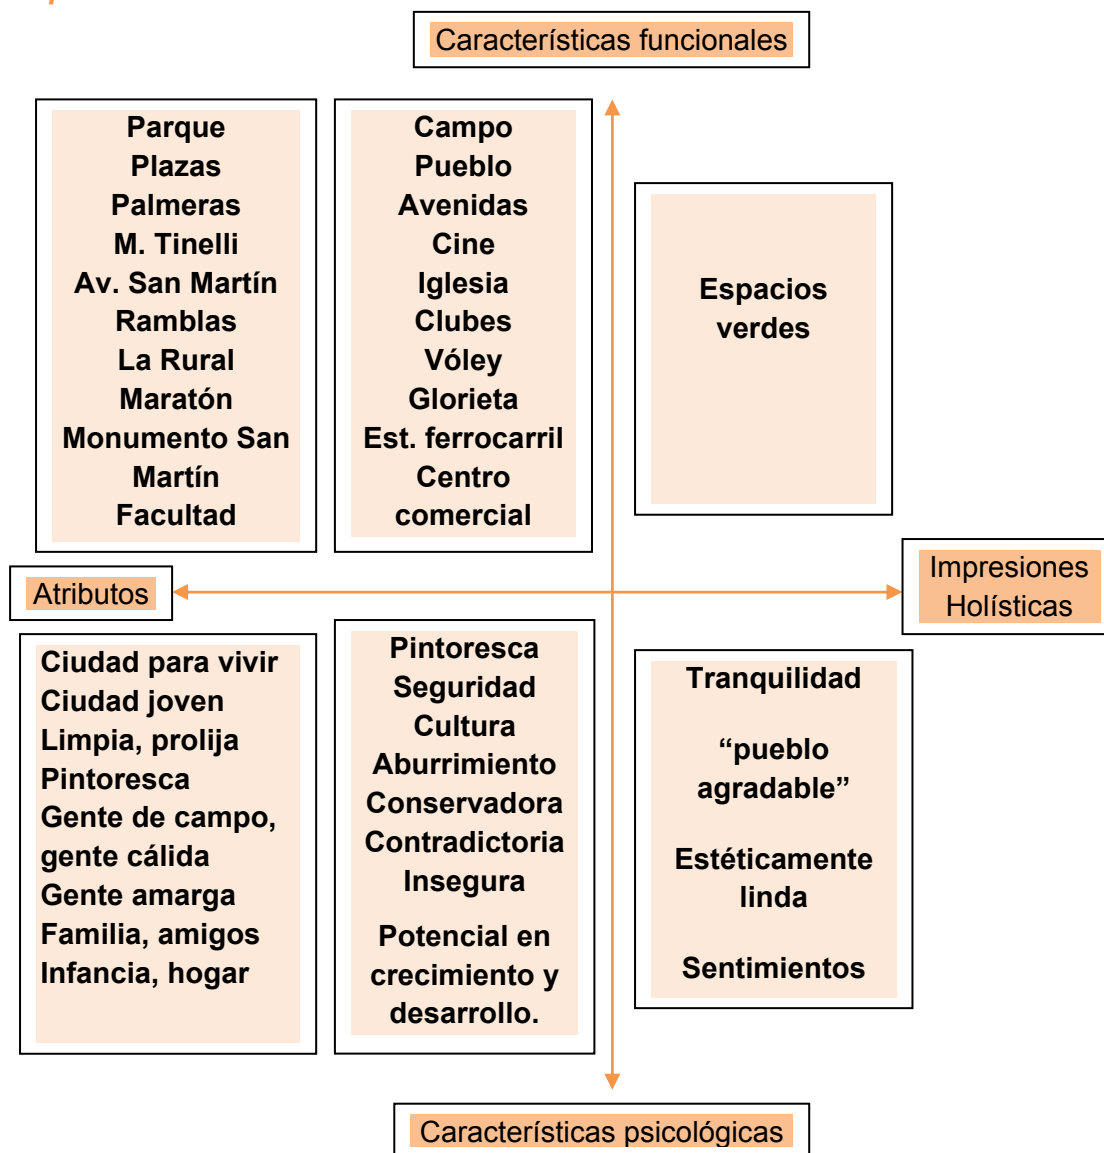 Características funcionales
Parque
Plazas
Palmeras
M. Tinelli
Av. San Martín
Ramblas
La Rural
Maratón
Monumento San
Martín
Facultad
Campo
Pueblo
Avenidas
Cine
Iglesia
Clubes
Vóley
Glorieta
Est. ferrocarril
Centro
comercial
Espacios
verdes
Atributos
Impresiones
Holísticas
Ciudad para vivir
Ciudad joven
Limpia, prolija
Pintoresca
Gente de campo,
gente cálida
Gente amarga
Familia, amigos
Infancia, hogar
Pintoresca
Seguridad
Cultura
Aburrimiento
Conservadora
Contradictoria
Insegura
Potencial en
crecimiento y
desarrollo.
Tranquilidad
“pueblo
agradable”
Estéticamente
linda
Sentimientos
Características psicológicas